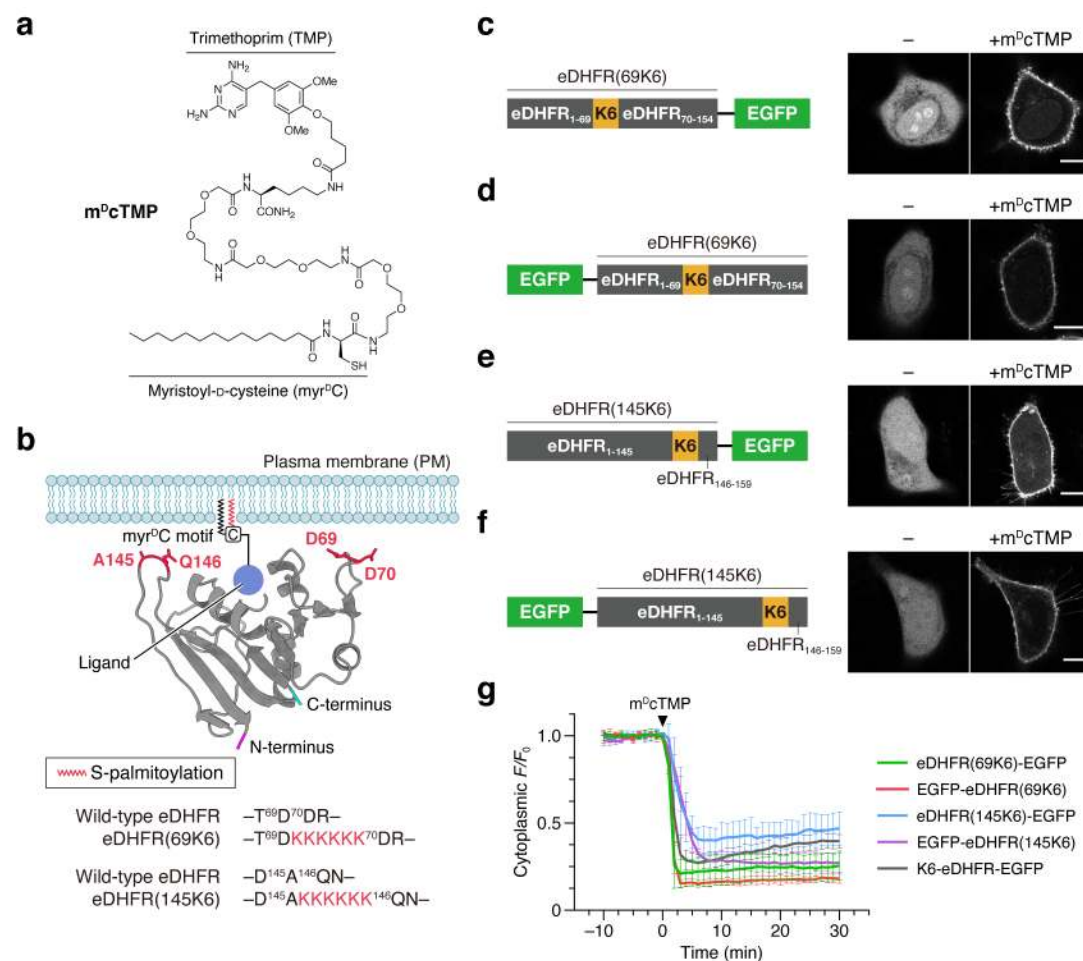 a
Trimethoprim (TMP)
NH₂
N
H₂N
N
OMe
O
OMe
O
NH
O
H
N
O
O
NH₂
O
NH
O
O
O
H
N
O
O
O
H
N
O
O
N
H
SH
mᴰcTMP
Myristoyl-D-cysteine (myrᴰC)
b
Plasma membrane (PM)
myrᴰC motif
C
A145
Q146
D69
D70
Ligand
C-terminus
N-terminus
S-palmitoylation
Wild-type eDHFR –T⁶⁹D⁷⁰DR–
eDHFR(69K6) –T⁶⁹DKKKKKK⁷⁰DR–
Wild-type eDHFR –D¹⁴⁵A¹⁴⁶QN–
eDHFR(145K6) –D¹⁴⁵AKKKKKK¹⁴⁶QN–
c
– +mᴰcTMP
eDHFR(69K6)
eDHFR₁₋₆₉ K6 eDHFR₇₀₋₁₅₄ EGFP
d
– +mᴰcTMP
eDHFR(69K6)
EGFP eDHFR₁₋₆₉ K6 eDHFR₇₀₋₁₅₄
e
– +mᴰcTMP
eDHFR(145K6)
eDHFR₁₋₁₄₅ K6 EGFP
eDHFR₁₄₆₋₁₅₉
f
– +mᴰcTMP
eDHFR(145K6)
EGFP eDHFR₁₋₁₄₅ K6
eDHFR₁₄₆₋₁₅₉
g
mᴰcTMP
Cytoplasmic F/F₀
1.0
0.5
0
–10 0 10 20 30
Time (min)
eDHFR(69K6)-EGFP
EGFP-eDHFR(69K6)
eDHFR(145K6)-EGFP
EGFP-eDHFR(145K6)
K6-eDHFR-EGFP